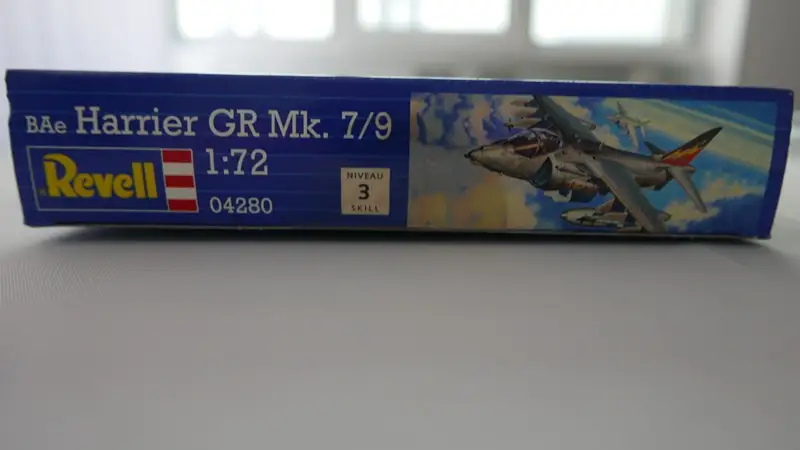 BAe Harrier GR Mk. 7/9
Revell
1:72
04280
NIVEAU
3
SKILL